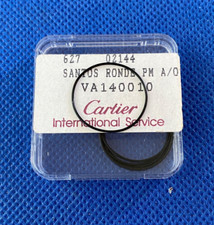 627 02144
SANTOS RONDE PM A/O
VA140010
Cartier
International Service